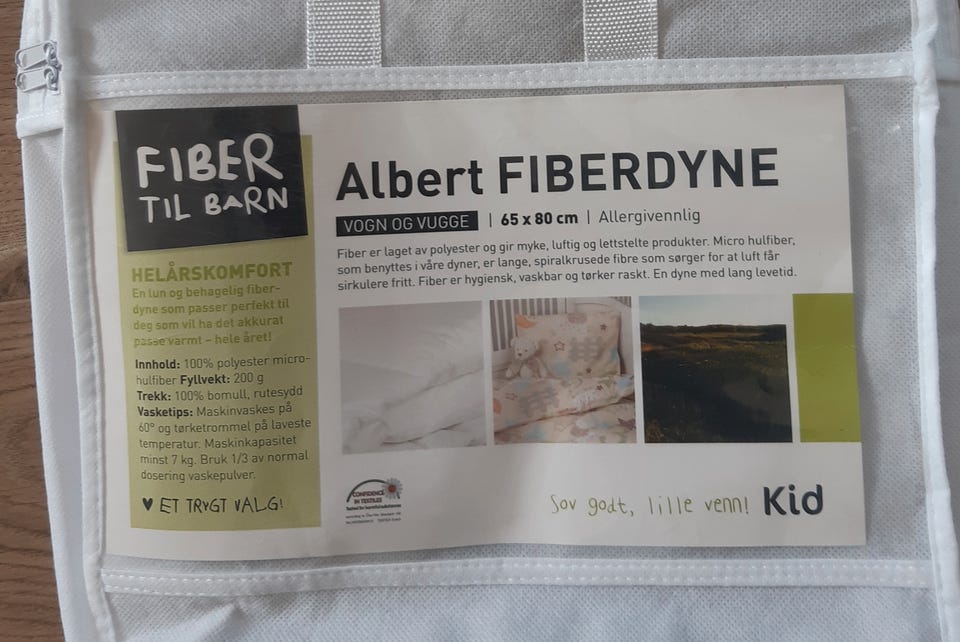 FIBER
TIL BARN
HELÅRSKOMFORT
En lun og behagelig fiber-
dyne som passer perfekt til
deg som vil ha det akkurat
passe varmt – hele året!
Innhold: 100% polyester micro-
hulfiber Fyllvekt: 200 g
Trekk: 100% bomull, rutesydd
Vasketips: Maskinvaskes på
60° og tørketrommel på laveste
temperatur. Maskinkapasitet
minst 7 kg. Bruk 1/3 av normal
dosering vaskepulver.
♥ ET TRYGT VALG!
Albert FIBERDYNE
VOGN OG VUGGE | 65 x 80 cm | Allergivennlig
Fiber er laget av polyester og gir myke, luftig og lettstelte produkter. Micro hulfiber,
som benyttes i våre dyner, er lange, spiralkrusede fibre som sørger for at luft får
sirkulere fritt. Fiber er hygiensk, vaskbar og tørker raskt. En dyne med lang levetid.
CONFIDENCE
IN TEXTILES
Sov godt, lille venn! Kid